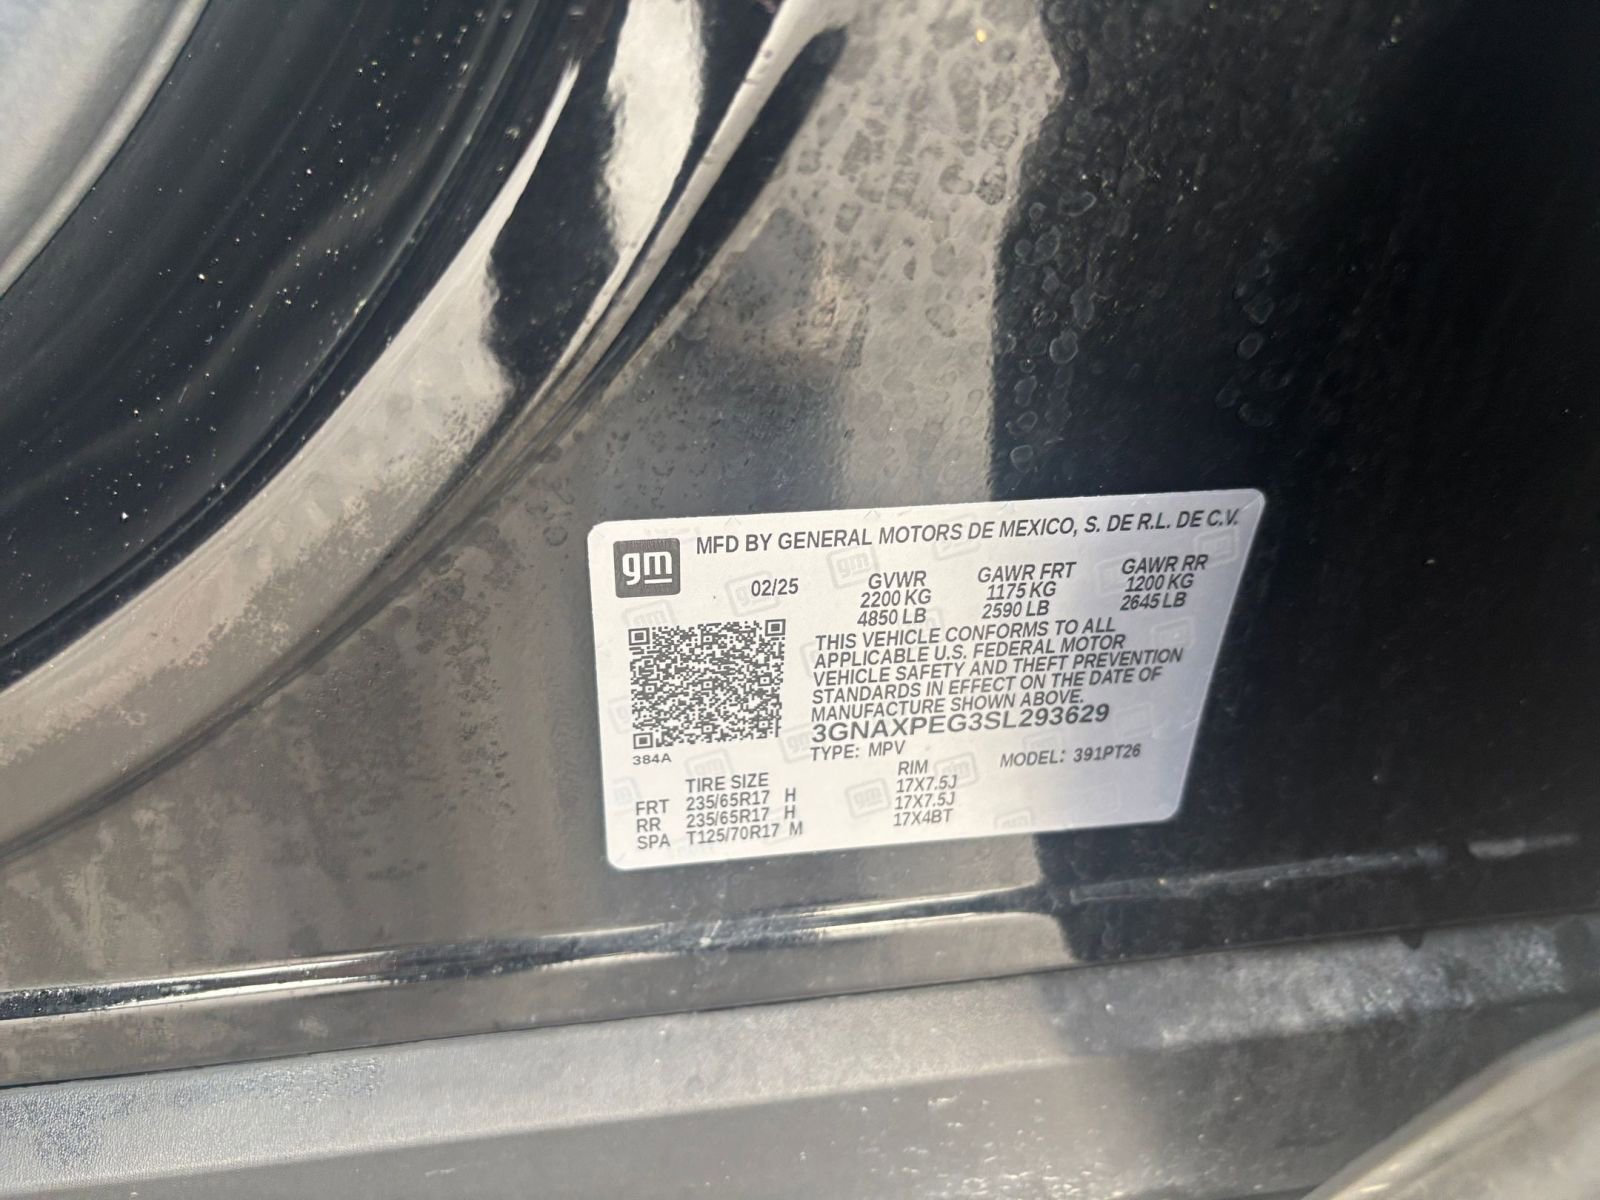 gm
MFD BY GENERAL MOTORS DE MEXICO, S. DE R.L. DE C.V.
02/25
GVWR
2200 KG
4850 LB
GAWR FRT
1175 KG
2590 LB
GAWR RR
1200 KG
2645 LB
THIS VEHICLE CONFORMS TO ALL
APPLICABLE U.S. FEDERAL MOTOR
VEHICLE SAFETY AND THEFT PREVENTION
STANDARDS IN EFFECT ON THE DATE OF
MANUFACTURE SHOWN ABOVE.
3GNAXPEG3SL293629
TYPE: MPV MODEL: 391PT26
384A
TIRE SIZE RIM
FRT 235/65R17 H 17X7.5J
RR 235/65R17 H 17X7.5J
SPA T125/70R17 M 17X4BT